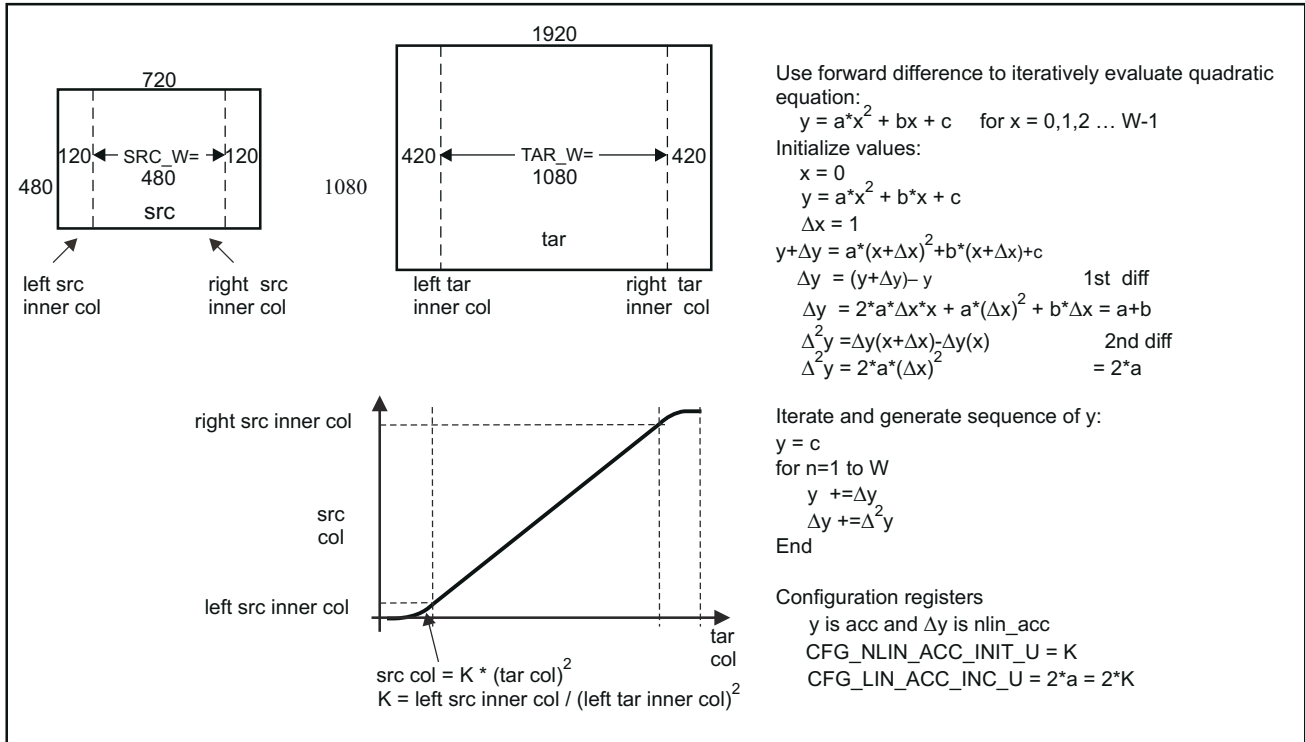 720
120 SRC_W= 120
480
480
src
left src
inner col
right src
inner col
1920
420 TAR_W= 420
1080
1080
tar
left tar
inner col
right tar
inner col
right src inner col
src
col
left src inner col
tar
col
src col = K * (tar col)²
K = left src inner col / (left tar inner col)²
Use forward difference to iteratively evaluate quadratic
equation:
y = a*x² + bx + c for x = 0,1,2 … W-1
Initialize values:
x = 0
y = a*x² + b*x + c
Δx = 1
y+Δy = a*(x+Δx)²+b*(x+Δx)+c
Δy = (y+Δy)– y 1st diff
Δy = 2*a*Δx*x + a*(Δx)² + b*Δx = a+b
Δ²y =Δy(x+Δx)-Δy(x) 2nd diff
Δ²y = 2*a*(Δx)² = 2*a
Iterate and generate sequence of y:
y = c
for n=1 to W
y +=Δy
Δy +=Δ²y
End
Configuration registers
y is acc and Δy is nlin_acc
CFG_NLIN_ACC_INIT_U = K
CFG_LIN_ACC_INC_U = 2*a = 2*K